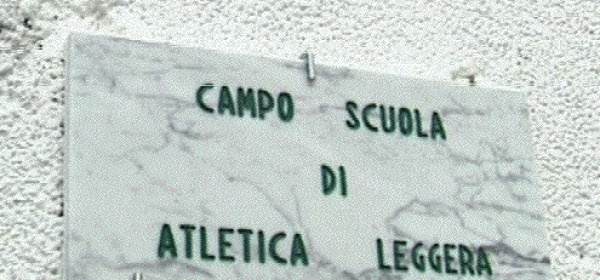 CAMPO SCUOLA
DI
ATLETICA LEGGERA